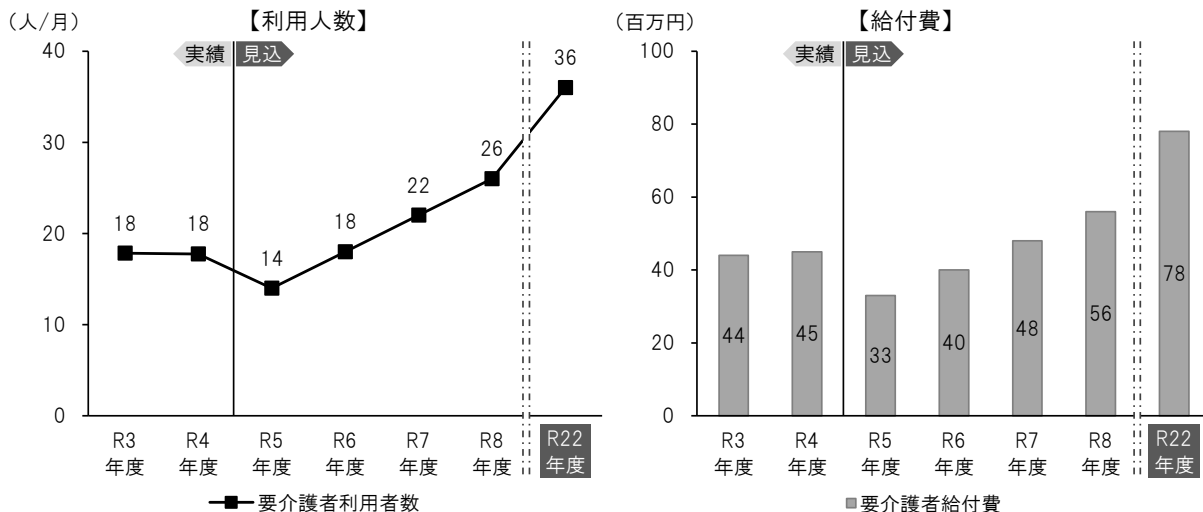 （人/月）
【利用人数】
実績
見込
40
30
20
10
0
18
18
14
18
22
26
36
R3
年度
R4
年度
R5
年度
R6
年度
R7
年度
R8
年度
R22
年度
要介護者利用者数
（百万円）
【給付費】
実績
見込
100
80
60
40
20
0
44
45
33
40
48
56
78
R3
年度
R4
年度
R5
年度
R6
年度
R7
年度
R8
年度
R22
年度
要介護者給付費